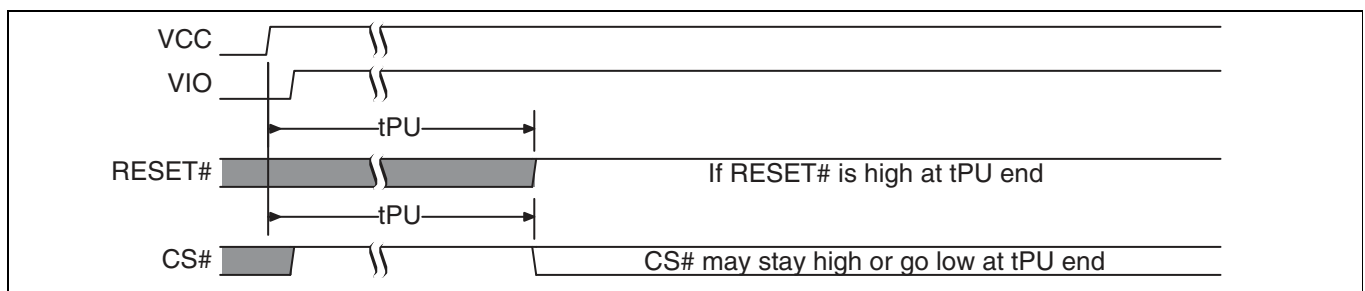 VCC
VIO
tPU
RESET#
If RESET# is high at tPU end
tPU
CS#
CS# may stay high or go low at tPU end